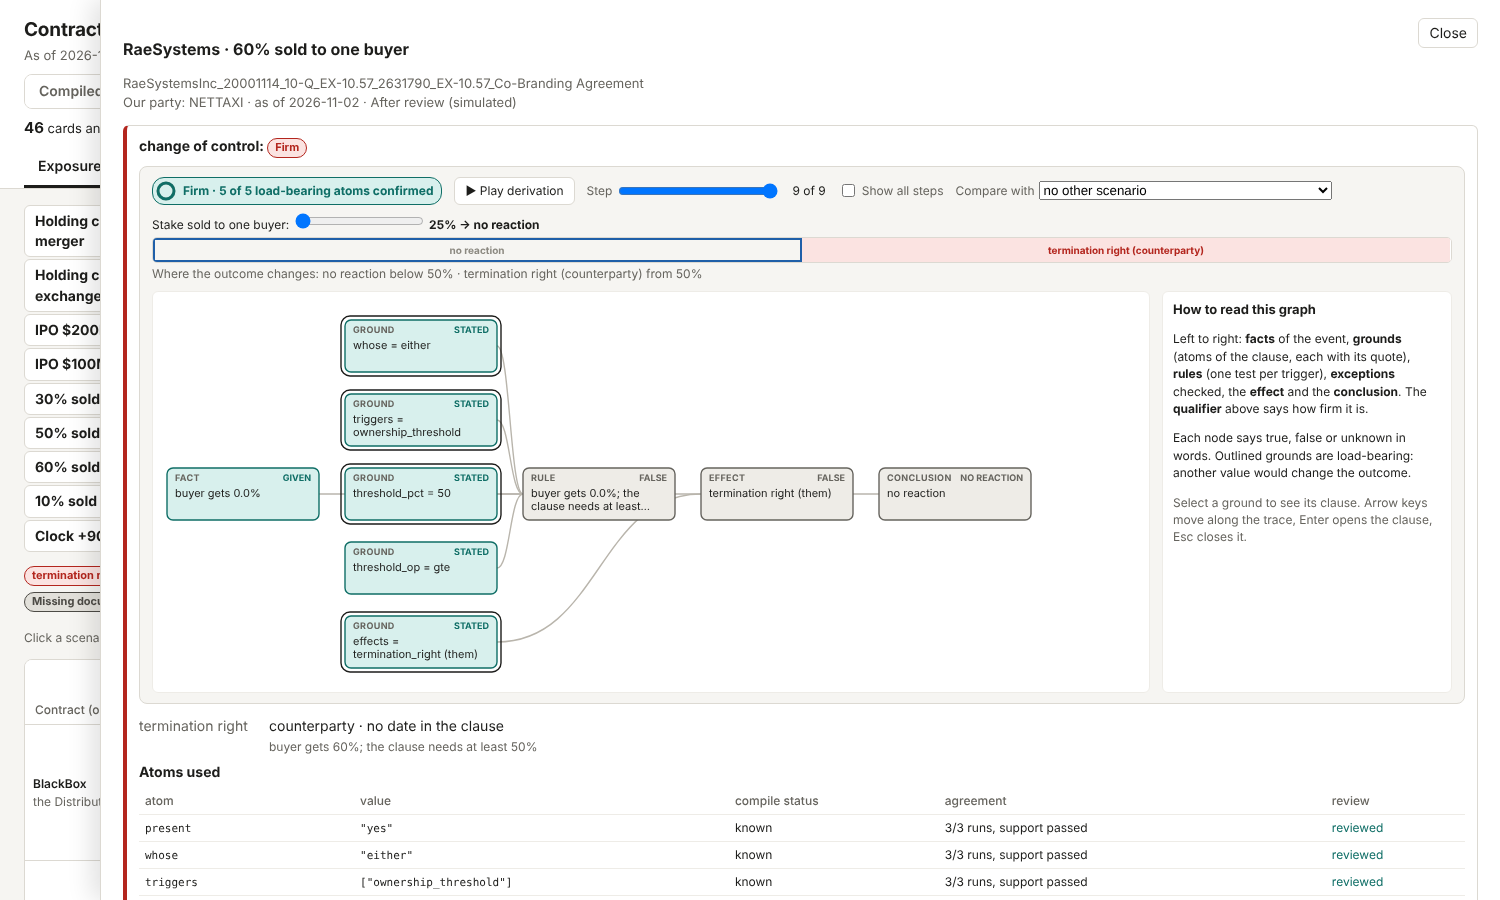 Contract
As of 2026-1
Compiled
46 cards an
Exposure
Holding c
merger
Holding c
exchange
IPO $200
IPO $100M
30% sold
50% sold
60% sold
10% sold
Clock +90
termination r
Missing docu
Click a scena
Contract (o
BlackBox
the Distribut
Close
RaeSystems · 60% sold to one buyer
RaeSystemsInc_20001114_10-Q_EX-10.57_2631790_EX-10.57_Co-Branding Agreement
Our party: NETTAXI · as of 2026-11-02 · After review (simulated)
change of control: Firm
Firm · 5 of 5 load-bearing atoms confirmed ▶ Play derivation Step 9 of 9 Show all steps Compare with no other scenario
Stake sold to one buyer: 25% → no reaction
no reaction termination right (counterparty)
Where the outcome changes: no reaction below 50% · termination right (counterparty) from 50%
GROUND STATED
whose = either
GROUND STATED
triggers =
ownership_threshold
FACT GIVEN
buyer gets 0.0%
GROUND STATED
threshold_pct = 50
RULE FALSE
buyer gets 0.0%; the
clause needs at least...
EFFECT FALSE
termination right (them)
CONCLUSION NO REACTION
no reaction
GROUND STATED
threshold_op = gte
GROUND STATED
effects =
termination_right (them)
How to read this graph
Left to right: facts of the event, grounds
(atoms of the clause, each with its quote),
rules (one test per trigger), exceptions
checked, the effect and the conclusion. The
qualifier above says how firm it is.
Each node says true, false or unknown in
words. Outlined grounds are load-bearing:
another value would change the outcome.
Select a ground to see its clause. Arrow keys
move along the trace, Enter opens the clause,
Esc closes it.
termination right counterparty · no date in the clause
buyer gets 60%; the clause needs at least 50%
Atoms used
atom value compile status agreement review
present "yes" known 3/3 runs, support passed reviewed
whose "either" known 3/3 runs, support passed reviewed
triggers ["ownership_threshold"] known 3/3 runs, support passed reviewed